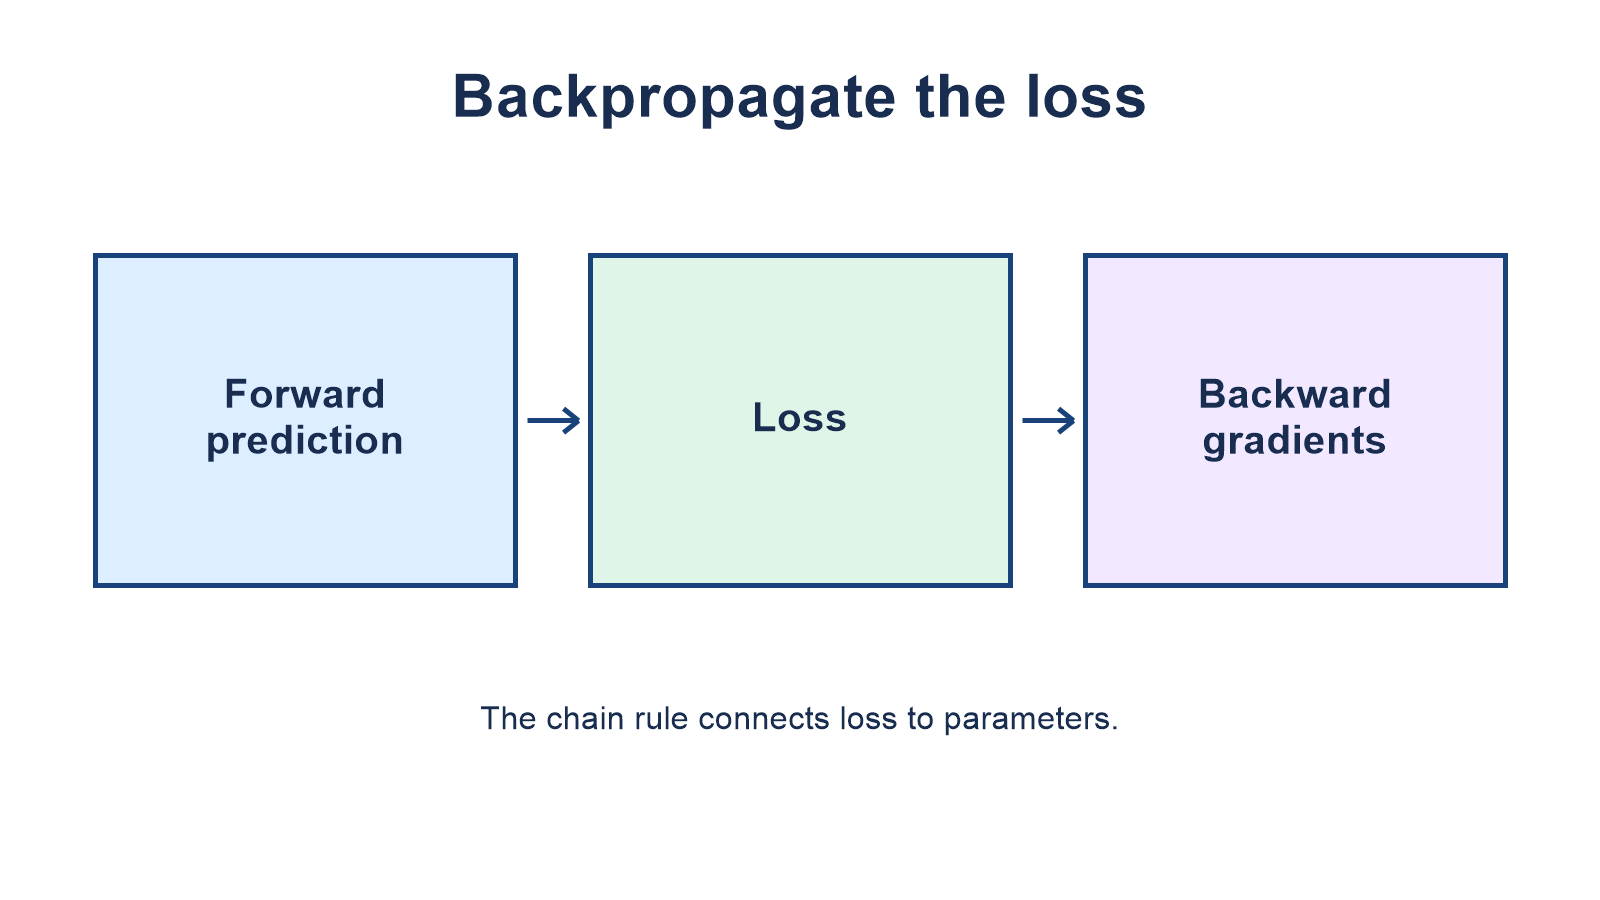 Backpropagate the loss
Forward
prediction
Loss
Backward
gradients
The chain rule connects loss to parameters.